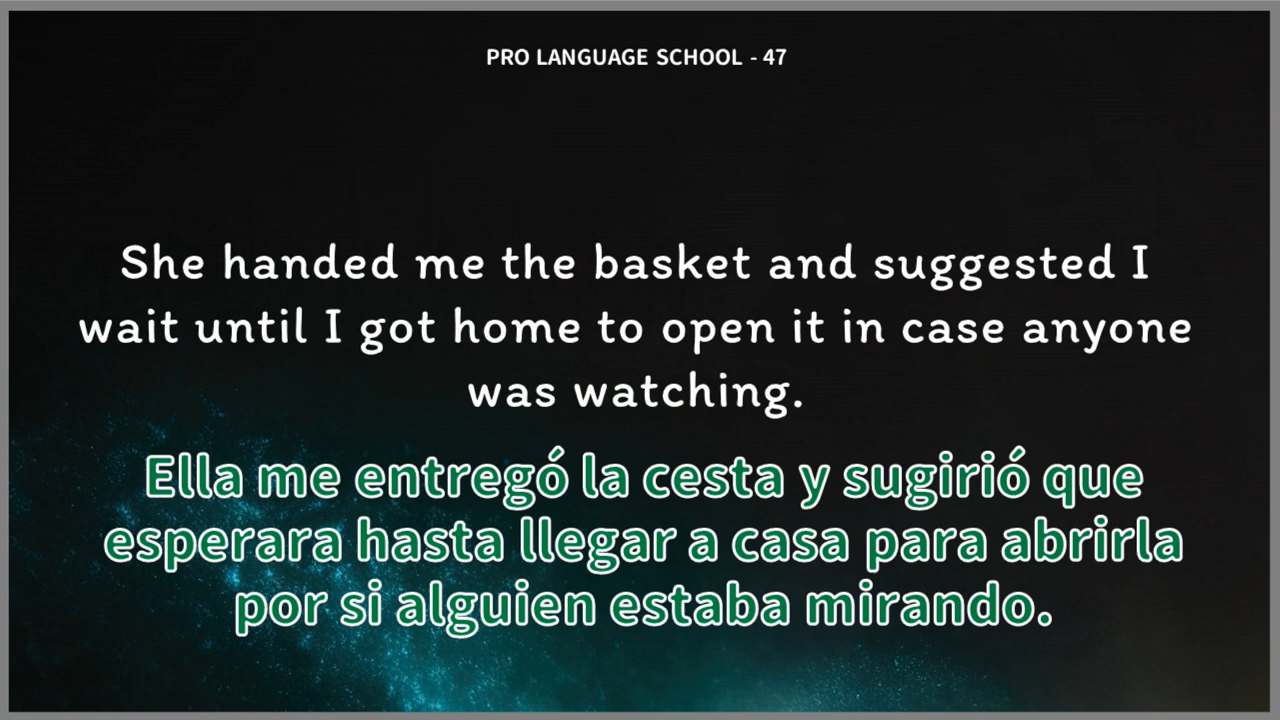 PRO LANGUAGE SCHOOL - 47
She handed me the basket and suggested I
wait until I got home to open it in case anyone
was watching.
Ella me entregó la cesta y sugirió que
esperara hasta llegar a casa para abrirla
por si alguien estaba mirando.